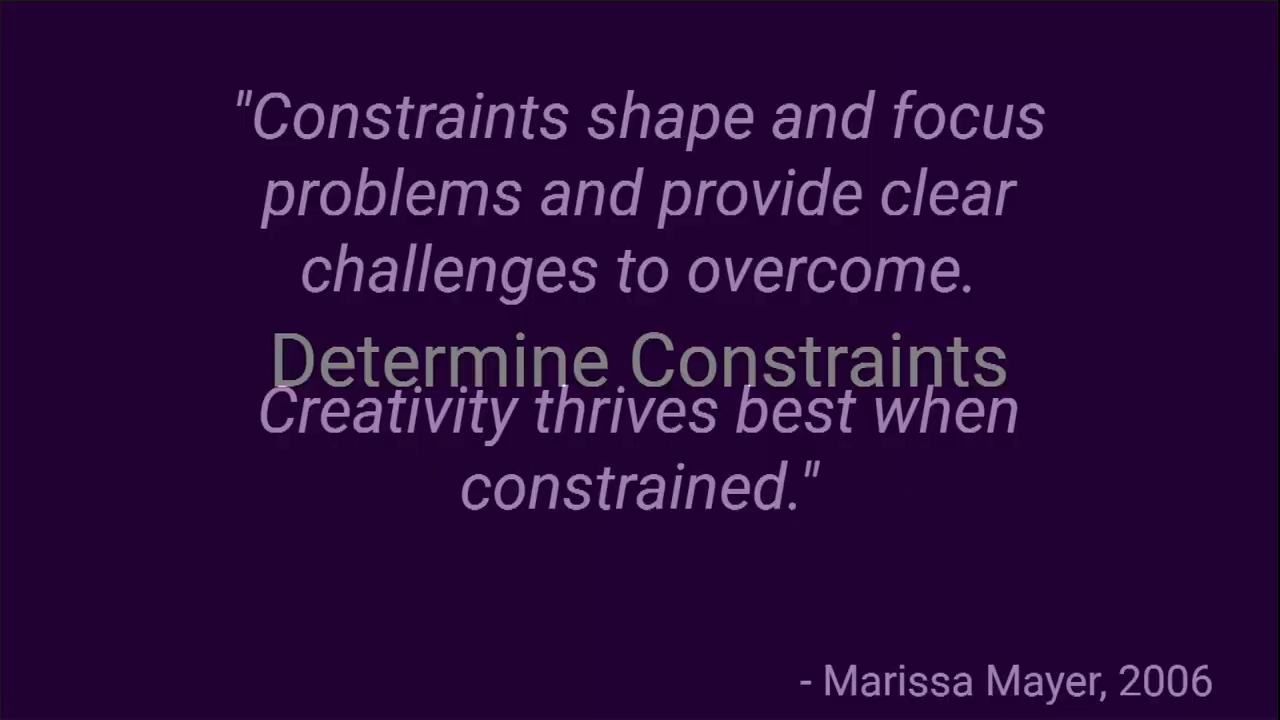 "Constraints shape and focus
problems and provide clear
challenges to overcome.
Determine Constraints
Creativity thrives best when
constrained."
- Marissa Mayer, 2006